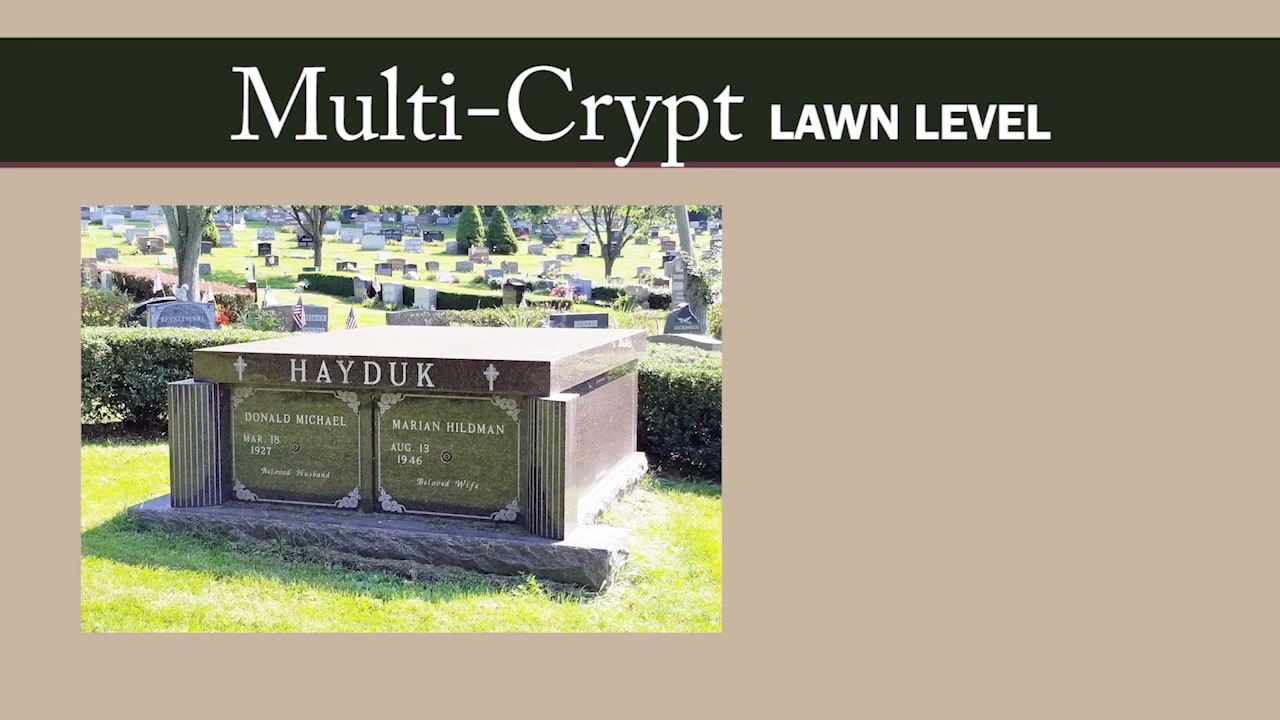 Multi-Crypt LAWN LEVEL
HAYDUK
DONALD MICHAEL
MAR. 18
1927
Beloved Husband
MARIAN HILDMAN
AUG. 13
1946
Beloved Wife